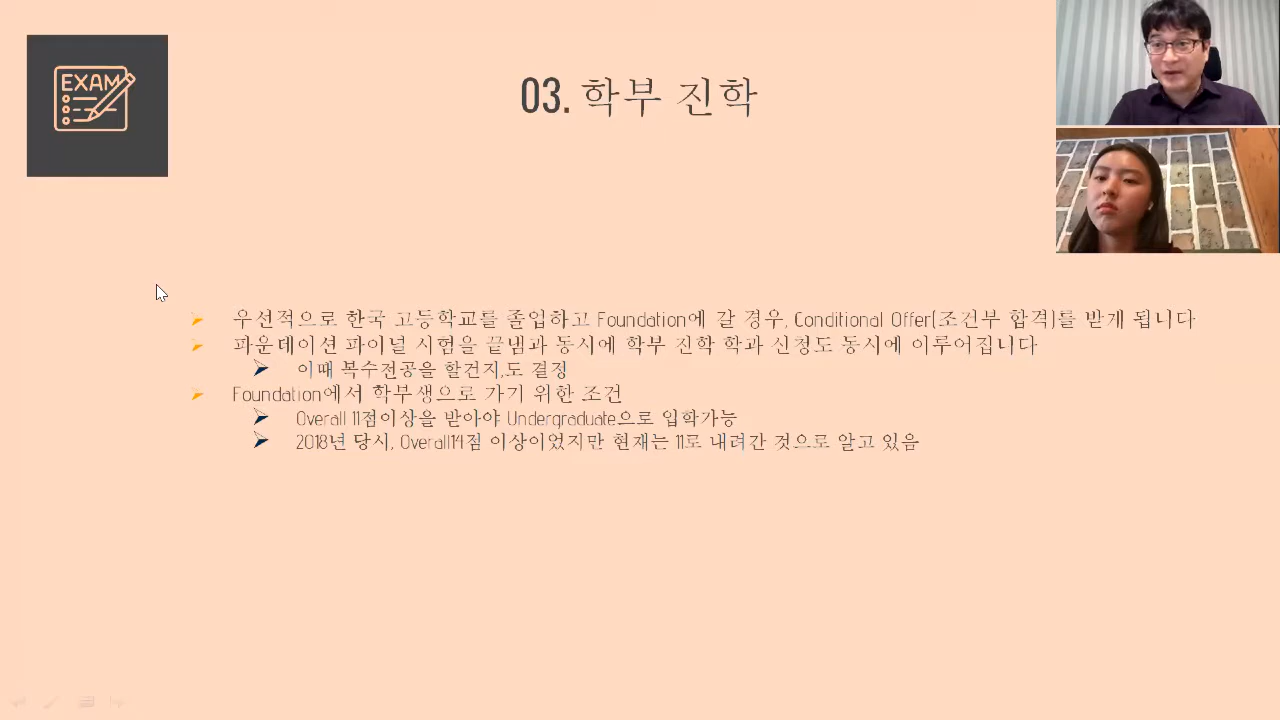 EXAM
03. 학부 진학
우선적으로 한국 고등학교를 졸입하고 Foundation에 갈 경우, Conditional Offer(조건부 합격)를 받게 됩니다
파운데이션 파이널 시험을 끝냄과 동시에 학부 진학 학과 신청도 동시에 이루어집니다
이때 복수전공을 할건지,도 결정
Foundation에서 학부생으로 가기 위한 조건
Overall 11점이상을 받아야 Undergraduate으로 입학가능
2018년 당시, Overall14점 이상이었지만 현재는 11로 내려간 것으로 알고 있음